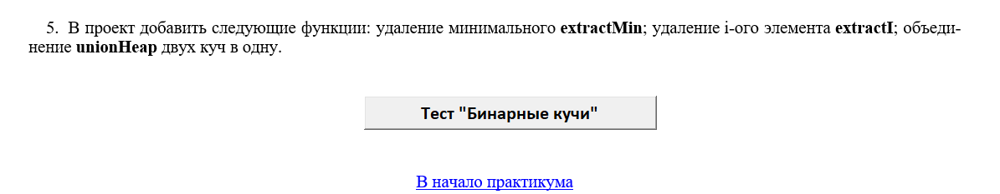 5. В проект добавить следующие функции: удаление минимального extractMin; удаление i-ого элемента extractI; объеди-
нение unionHeap двух куч в одну.
Тест "Бинарные кучи"
В начало практикума